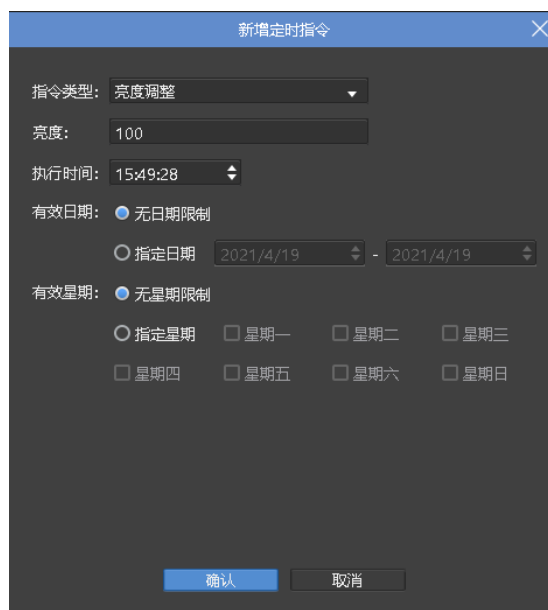 新增定时指令
指令类型: 亮度调整
亮度: 100
执行时间: 15:49:28
有效日期: 无日期限制
指定日期 2021/4/19 - 2021/4/19
有效星期: 无星期限制
指定星期 星期一 星期二 星期三
星期四 星期五 星期六 星期日
确认 取消